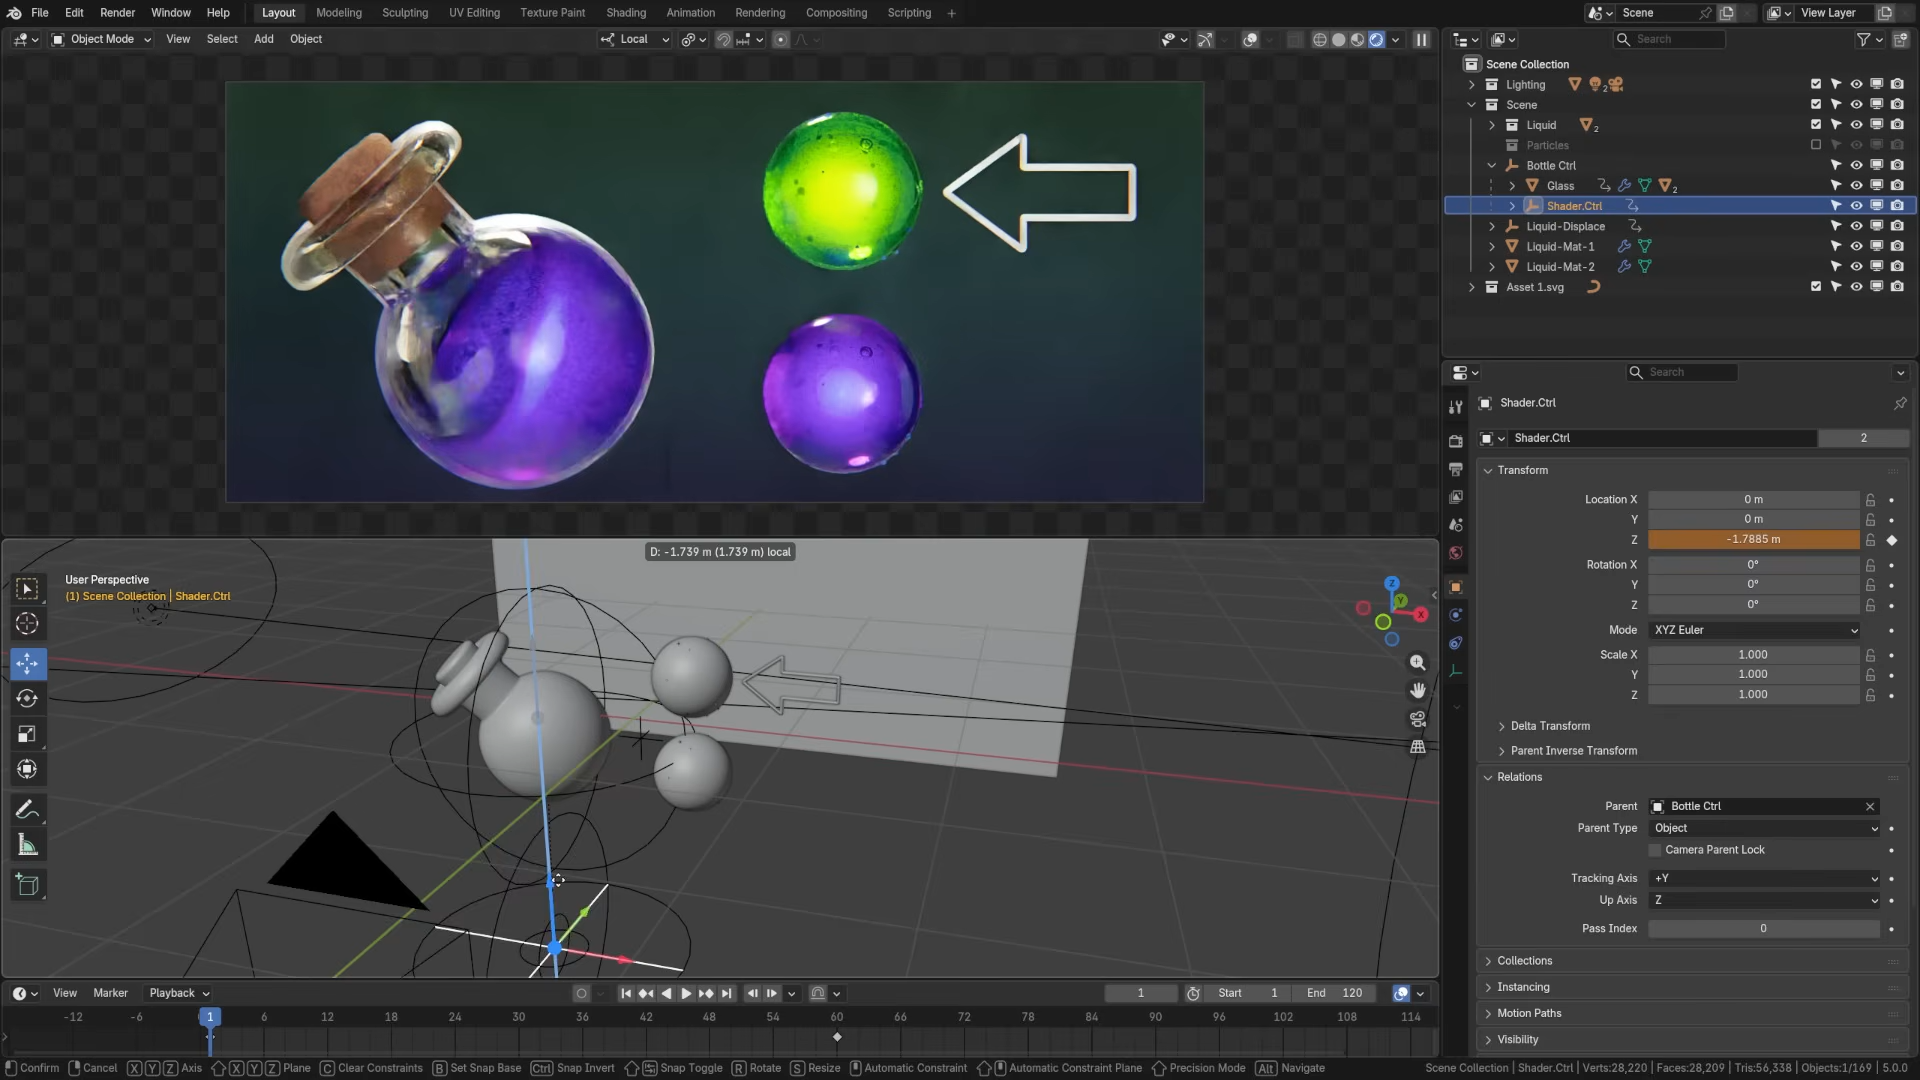 File Edit Render Window Help Layout Modeling Sculpting UV Editing Texture Paint Shading Animation Rendering Compositing Scripting + Scene View Layer
Object Mode View Select Add Object Local Search
Scene Collection
Lighting 2
Scene
Liquid 2
Particles
Bottle Ctrl
Glass 2
Shader.Ctrl
Liquid-Displace
Liquid-Mat-1
Liquid-Mat-2
Asset 1.svg
Search
Shader.Ctrl
Shader.Ctrl 2
Transform
Location X 0 m
Y 0 m
Z -1.7885 m
Rotation X 0°
Y 0°
Z 0°
Mode XYZ Euler
Scale X 1.000
Y 1.000
Z 1.000
Delta Transform
Parent Inverse Transform
Relations
Parent Bottle Ctrl
Parent Type Object
Camera Parent Lock
Tracking Axis +Y
Up Axis Z
Pass Index 0
Collections
Instancing
Motion Paths
Visibility
D: -1.739 m (1.739 m) local
User Perspective
(1) Scene Collection | Shader.Ctrl
Z
Y
X
View Marker Playback 1 Start 1 End 120
-12 -6 1 6 12 18 24 30 36 42 48 54 60 66 72 78 84 90 96 102 108 114
Confirm Cancel X Y Z Axis X Y Z Plane C Clear Constraints B Set Snap Base Ctrl Snap Invert Snap Toggle R Rotate S Resize Automatic Constraint Automatic Constraint Plane Precision Mode Alt Navigate Scene Collection | Shader.Ctrl | Verts:28,220 | Faces:28,209 | Tris:56,338 | Objects:1/169 | 5.0.0